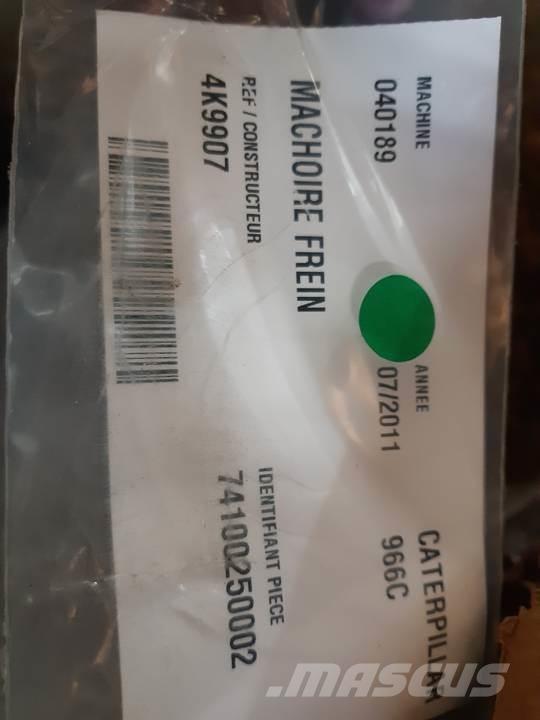 MACHINE ANNEE CATERPILLAR
040189 07/2011 966C
MACHOIRE FREIN
REF / CONSTRUCTEUR IDENTIFIANT PIECE
4K9907 74100250002
MASCUS